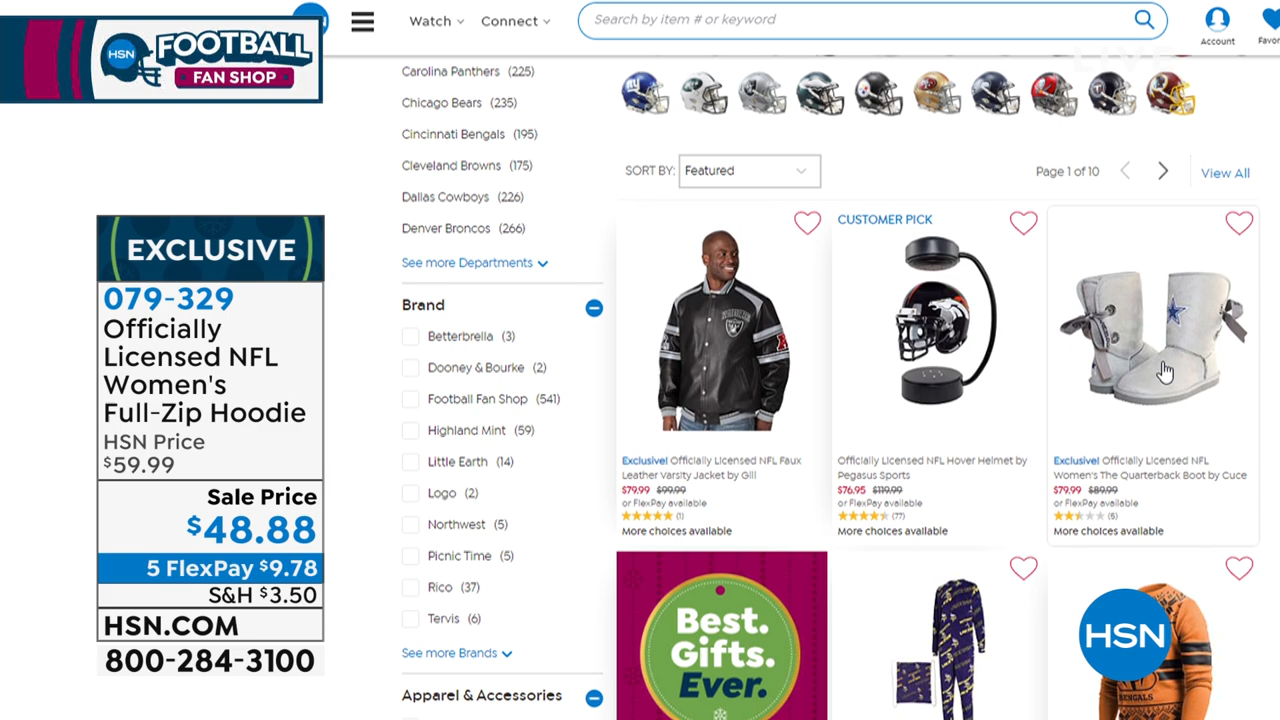 HSN
FOOTBALL
FAN SHOP
Watch
Connect
Search by item # or keyword
Account
LIVE
Carolina Panthers (225)
Chicago Bears (235)
Cincinnati Bengals (195)
Cleveland Browns (175)
Dallas Cowboys (226)
Denver Broncos (266)
See more Departments
Brand
Betterbrella (3)
Dooney & Bourke (2)
Football Fan Shop (541)
Highland Mint (59)
Little Earth (14)
Logo (2)
Northwest (5)
Picnic Time (5)
Rico (37)
Tervis (6)
See more Brands
Apparel & Accessories
SORT BY: Featured
Page 1 of 10
View All
Exclusive! Officially Licensed NFL Faux
Leather Varsity Jacket by Gill
$79.99 $99.99
or FlexPay available
(1)
More choices available
CUSTOMER PICK
Officially Licensed NFL Hover Helmet by
Pegasus Sports
$76.95 $119.99
or FlexPay available
(77)
More choices available
Exclusive! Officially Licensed NFL
Women's The Quarterback Boot by Cuce
$79.99 $89.99
or FlexPay available
(5)
More choices available
Best.
Gifts.
Ever.
BENGALS
HSN
EXCLUSIVE
079-329
Officially
Licensed NFL
Women's
Full-Zip Hoodie
HSN Price
$59.99
Sale Price
$48.88
5 FlexPay $9.78
S&H $3.50
HSN.COM
800-284-3100